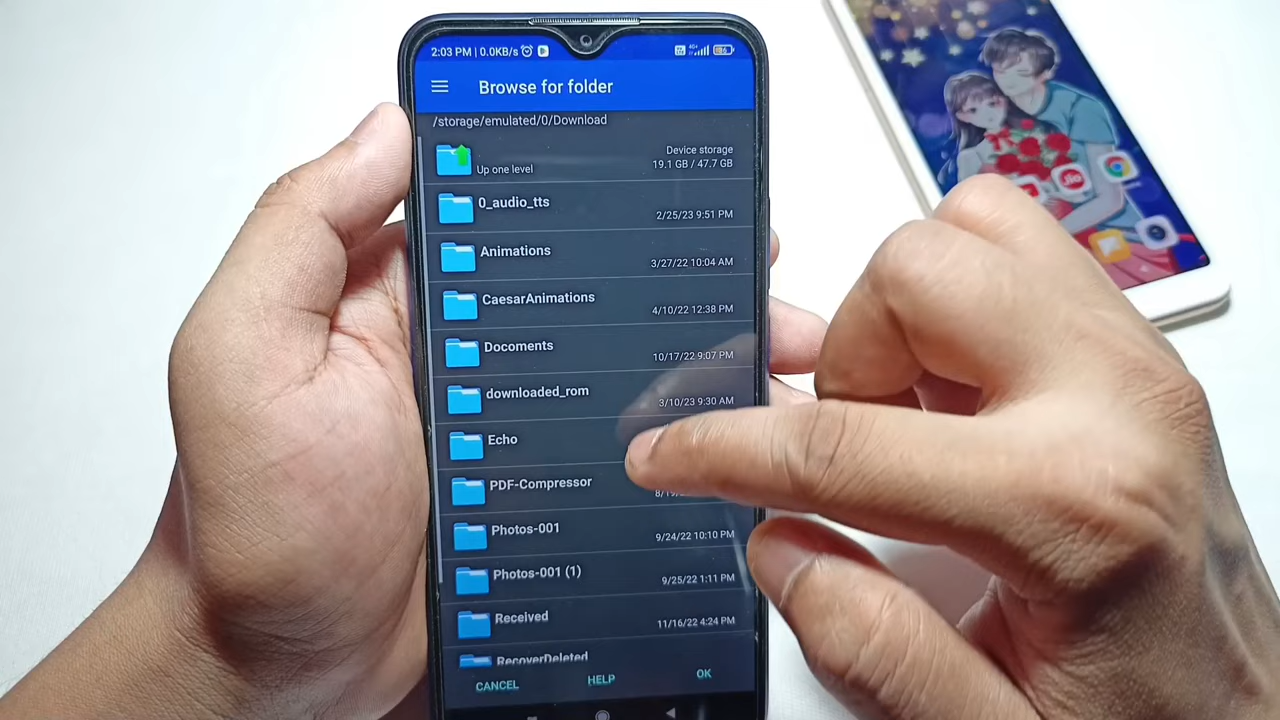 2:03 PM | 0.0KB/s
Browse for folder
/storage/emulated/0/Download
Device storage
Up one level
19.1 GB / 47.7 GB
0_audio_tts
2/25/23 9:51 PM
Animations
3/27/22 10:04 AM
CaesarAnimations
4/10/22 12:38 PM
Docoments
10/17/22 9:07 PM
downloaded_rom
3/10/23 9:30 AM
Echo
PDF-Compressor
Photos-001
9/24/22 10:10 PM
Photos-001 (1)
9/25/22 1:11 PM
Received
11/16/22 4:24 PM
RecoverDeleted
CANCEL
HELP
OK
Jio